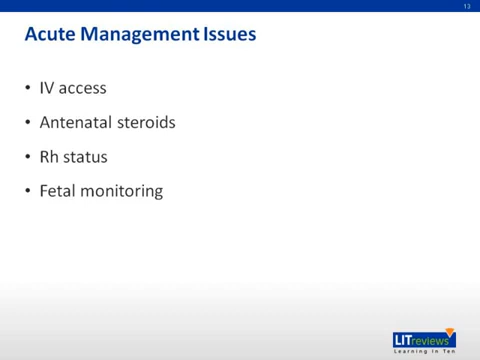 13
Acute Management Issues
• IV access
• Antenatal steroids
• Rh status
• Fetal monitoring
LITreviews
Learning in Ten